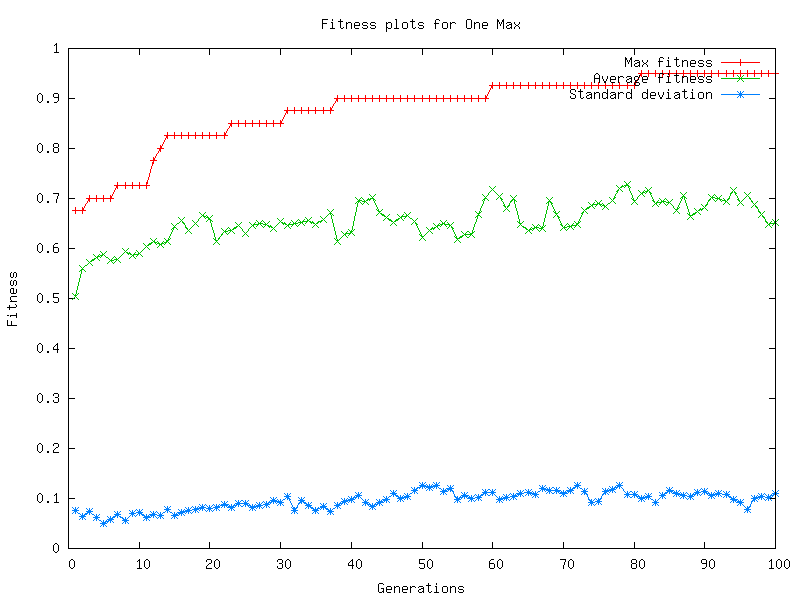 Fitness plots for One Max
1
0.9
0.8
0.7
0.6
0.5
0.4
0.3
0.2
0.1
0
Fitness
Max fitness
Average fitness
Standard deviation
0 10 20 30 40 50 60 70 80 90 100
Generations